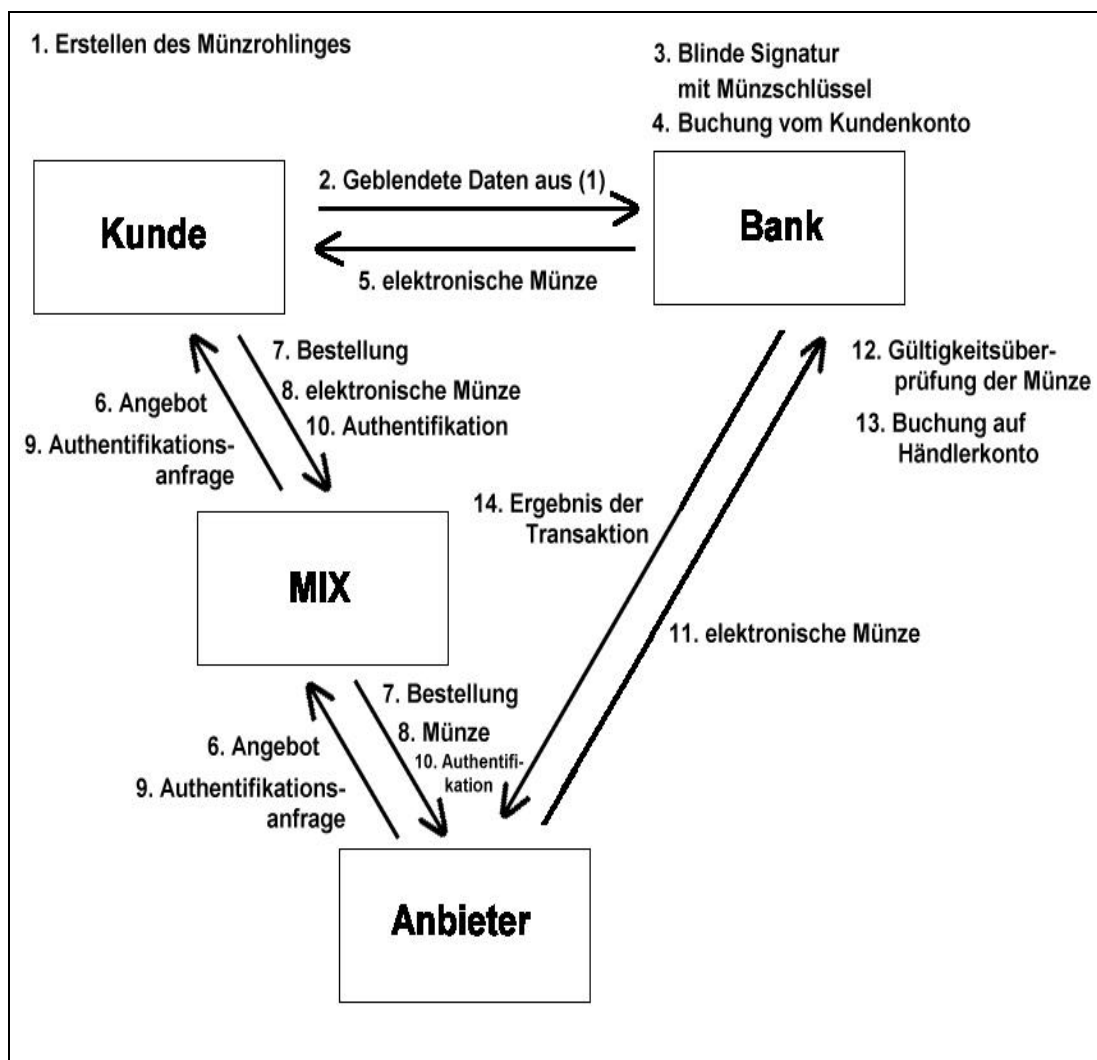 1. Erstellen des Münzrohlinges
3. Blinde Signatur
mit Münzschlüssel
4. Buchung vom Kundenkonto
Kunde
2. Geblendete Daten aus (1)
Bank
5. elektronische Münze
7. Bestellung
8. elektronische Münze
10. Authentifikation
6. Angebot
9. Authentifikations-
anfrage
12. Gültigkeitsüber-
prüfung der Münze
13. Buchung auf
Händlerkonto
14. Ergebnis der
Transaktion
MIX
11. elektronische Münze
7. Bestellung
8. Münze
10. Authentifi-
kation
6. Angebot
9. Authentifikations-
anfrage
Anbieter